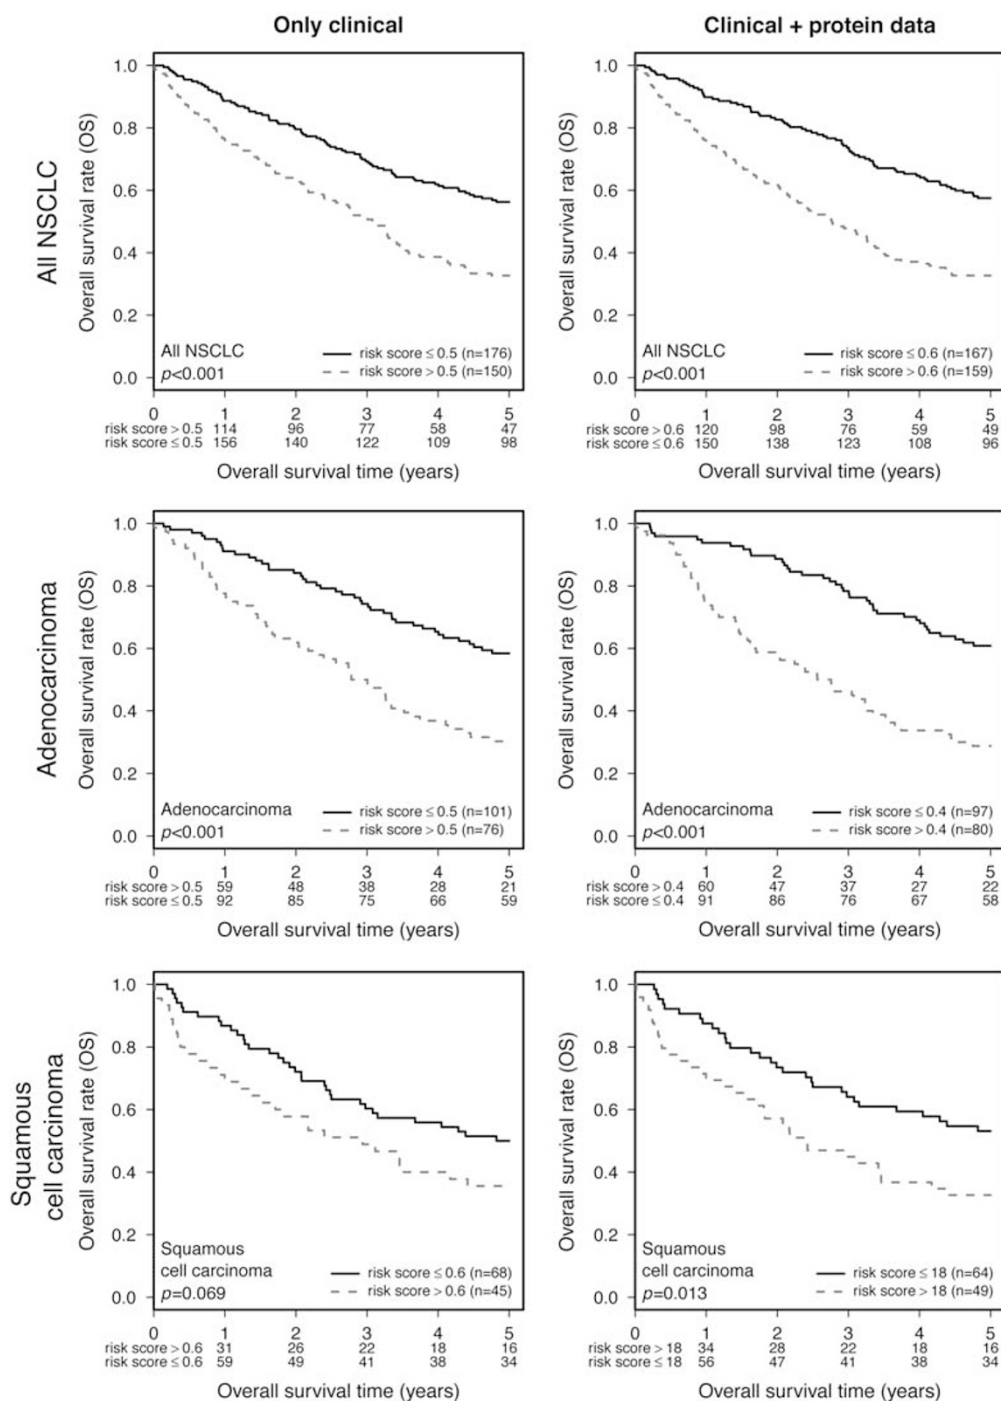 Only clinical
Clinical + protein data
All NSCLC
Overall survival rate (OS)
1.0
0.8
0.6
0.4
0.2
0.0
All NSCLC
p<0.001
risk score ≤ 0.5 (n=176)
risk score > 0.5 (n=150)
0 1 2 3 4 5
risk score > 0.5 114 96 77 58 47
risk score ≤ 0.5 156 140 122 109 98
Overall survival time (years)
Overall survival rate (OS)
1.0
0.8
0.6
0.4
0.2
0.0
All NSCLC
p<0.001
risk score ≤ 0.6 (n=167)
risk score > 0.6 (n=159)
0 1 2 3 4 5
risk score > 0.6 120 98 76 59 49
risk score ≤ 0.6 150 138 123 108 96
Overall survival time (years)
Adenocarcinoma
Overall survival rate (OS)
1.0
0.8
0.6
0.4
0.2
0.0
Adenocarcinoma
p<0.001
risk score ≤ 0.5 (n=101)
risk score > 0.5 (n=76)
0 1 2 3 4 5
risk score > 0.5 59 48 38 28 21
risk score ≤ 0.5 92 85 75 66 59
Overall survival time (years)
Overall survival rate (OS)
1.0
0.8
0.6
0.4
0.2
0.0
Adenocarcinoma
p<0.001
risk score ≤ 0.4 (n=97)
risk score > 0.4 (n=80)
0 1 2 3 4 5
risk score > 0.4 60 47 37 27 22
risk score ≤ 0.4 91 86 76 67 58
Overall survival time (years)
Squamous
cell carcinoma
Overall survival rate (OS)
1.0
0.8
0.6
0.4
0.2
0.0
Squamous
cell carcinoma
p=0.069
risk score ≤ 0.6 (n=68)
risk score > 0.6 (n=45)
0 1 2 3 4 5
risk score > 0.6 31 26 22 18 16
risk score ≤ 0.6 59 49 41 38 34
Overall survival time (years)
Overall survival rate (OS)
1.0
0.8
0.6
0.4
0.2
0.0
Squamous
cell carcinoma
p=0.013
risk score ≤ 18 (n=64)
risk score > 18 (n=49)
0 1 2 3 4 5
risk score > 18 34 28 22 18 16
risk score ≤ 18 56 47 41 38 34
Overall survival time (years)